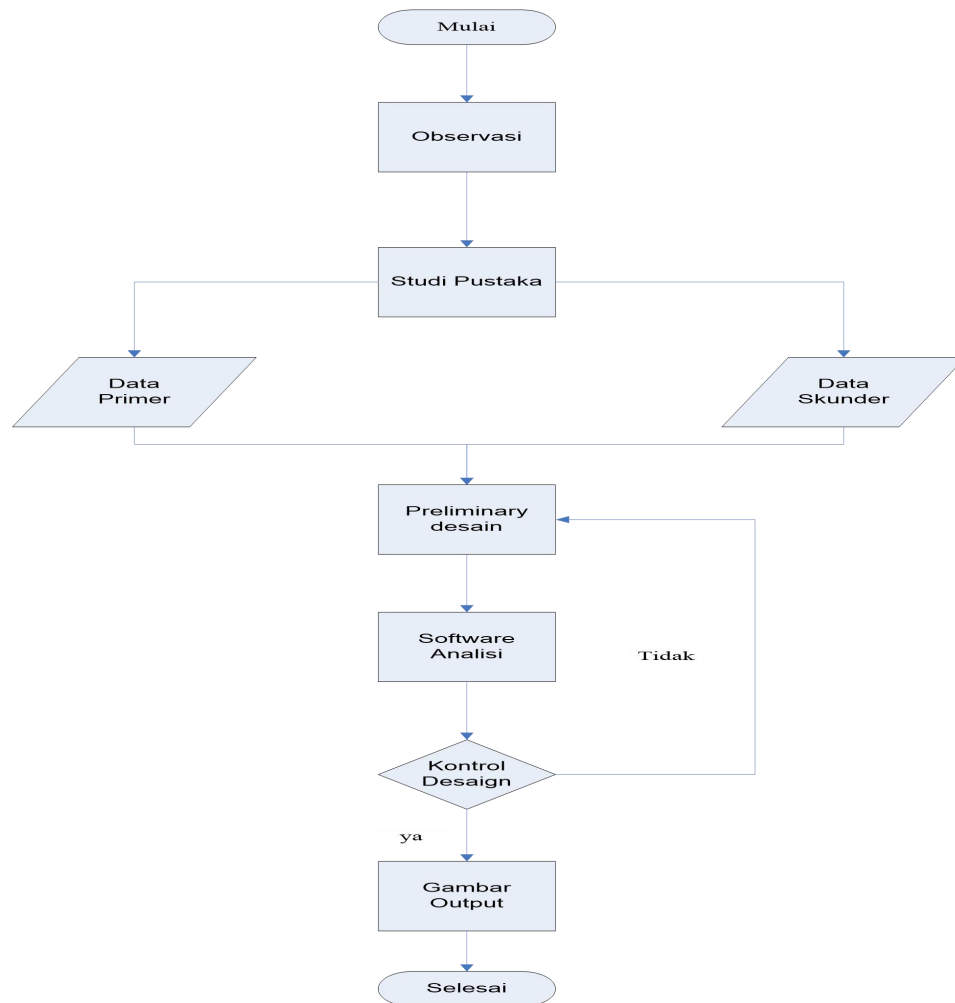 Mulai
Observasi
Studi Pustaka
Data
Primer
Data
Skunder
Preliminary
desain
Software
Analisi
Tidak
Kontrol
Desaign
ya
Gambar
Output
Selesai